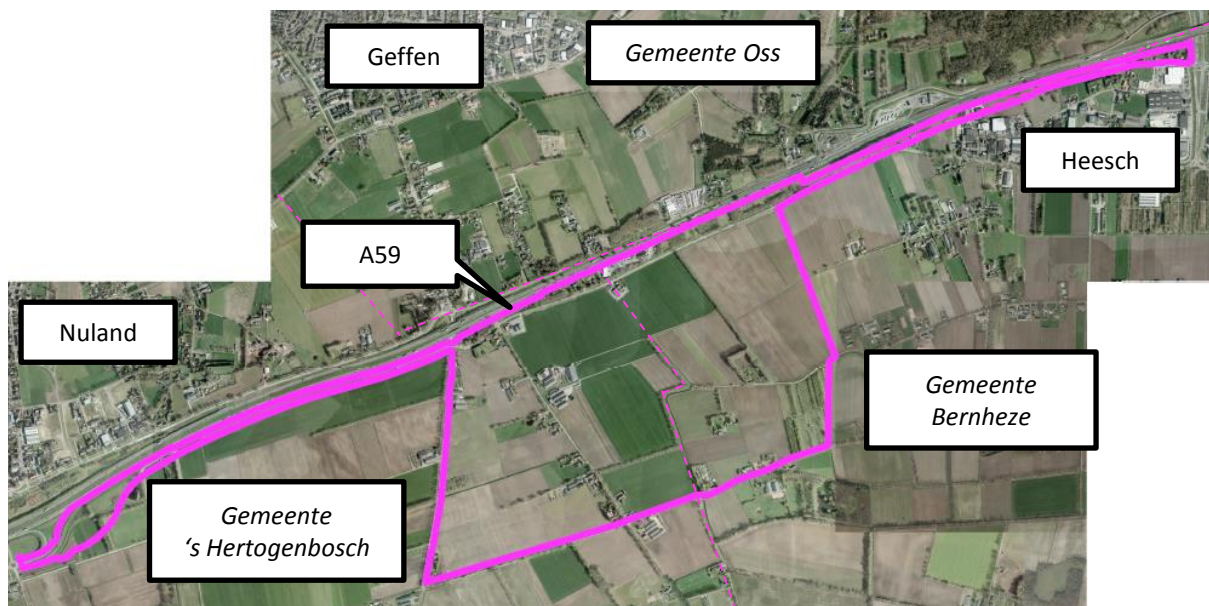 Geffen
Gemeente Oss
Heesch
A59
Nuland
Gemeente
Bernheze
Gemeente
‘s Hertogenbosch